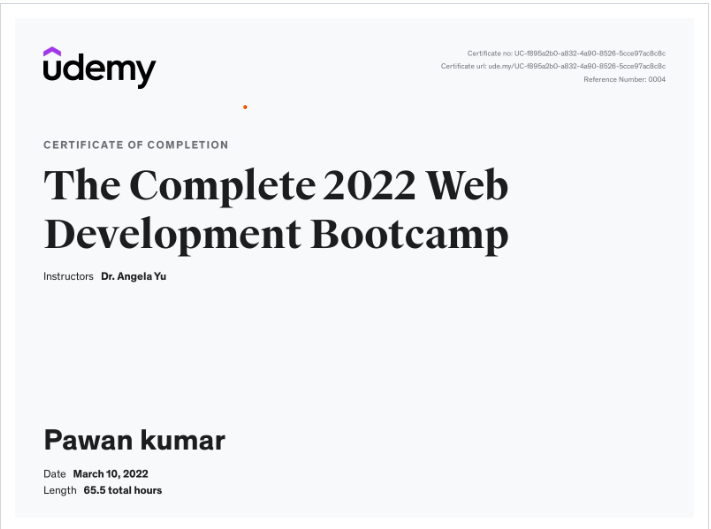 udemy
Certificate no: UC-f895a2b0-a832-4a90-8526-5cce97ac8c8c
Certificate url: ude.my/UC-f895a2b0-a832-4a90-8526-5cce97ac8c8c
Reference Number: 0004
CERTIFICATE OF COMPLETION
The Complete 2022 Web
Development Bootcamp
Instructors Dr. Angela Yu
Pawan kumar
Date March 10, 2022
Length 65.5 total hours